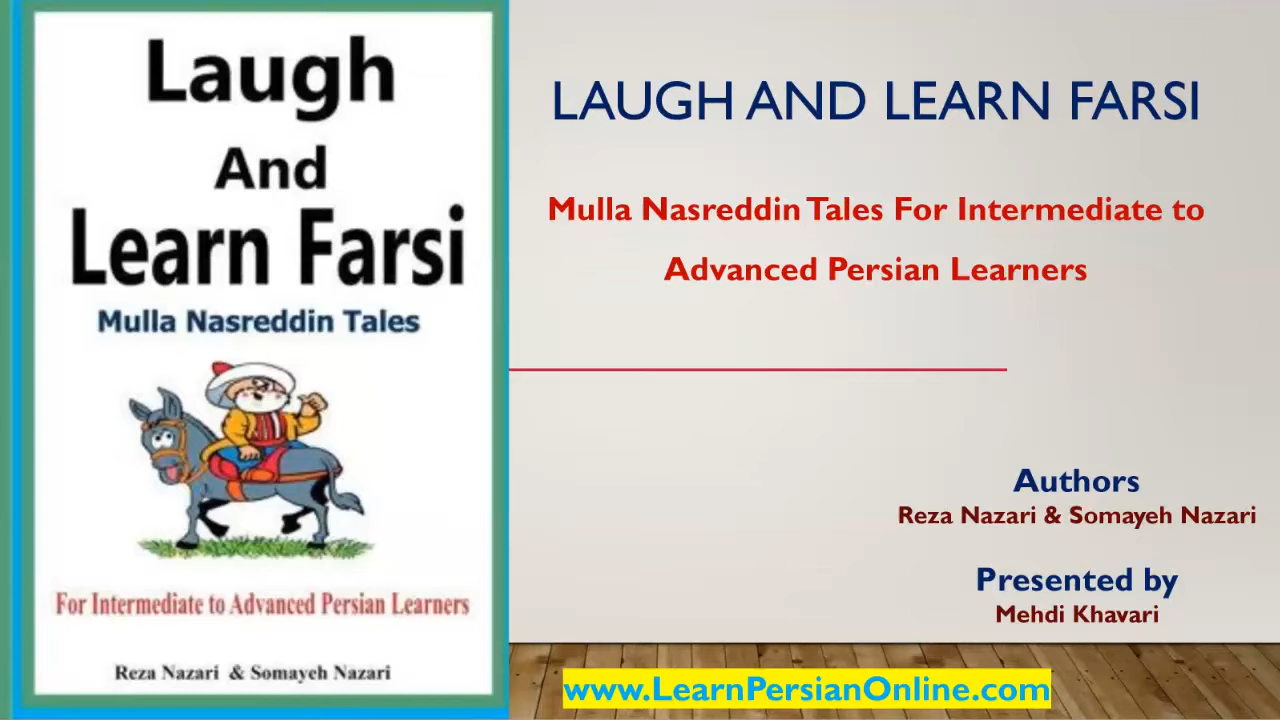 Laugh
And
Learn Farsi
Mulla Nasreddin Tales
For Intermediate to Advanced Persian Learners
Reza Nazari & Somayeh Nazari
LAUGH AND LEARN FARSI
Mulla Nasreddin Tales For Intermediate to
Advanced Persian Learners
Authors
Reza Nazari & Somayeh Nazari
Presented by
Mehdi Khavari
www.LearnPersianOnline.com